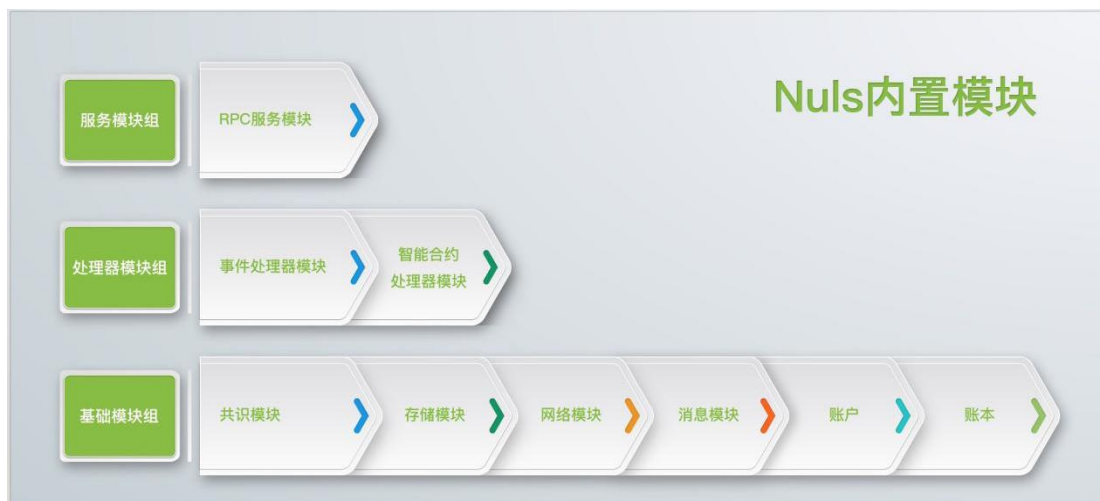 Nuls内置模块
服务模块组
RPC服务模块
处理器模块组
事件处理器模块
智能合约
处理器模块
基础模块组
共识模块
存储模块
网络模块
消息模块
账户
账本